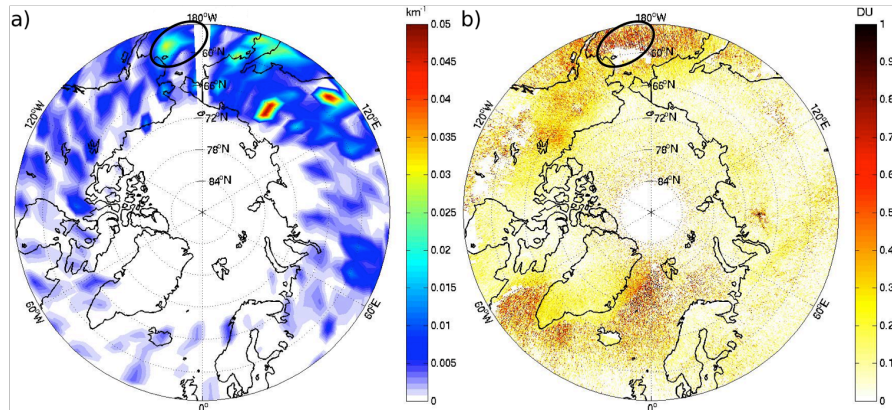 a)
180°W
km⁻¹
60°N
66°N
72°N
78°N
84°N
120°W
120°E
60°W
60°E
0°
0.05
0.045
0.04
0.035
0.03
0.025
0.02
0.015
0.01
0.005
0
b)
180°W
DU
60°N
66°N
72°N
78°N
84°N
120°W
120°E
60°W
60°E
0°
1
0.9
0.8
0.7
0.6
0.5
0.4
0.3
0.2
0.1
0